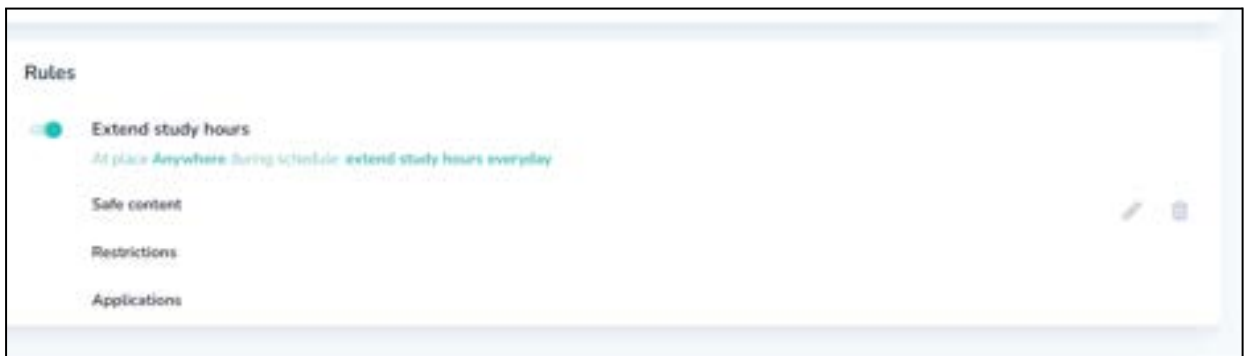 Rules
Extend study hours
At place Anywhere during schedule extend study hours everyday
Safe content
Restrictions
Applications